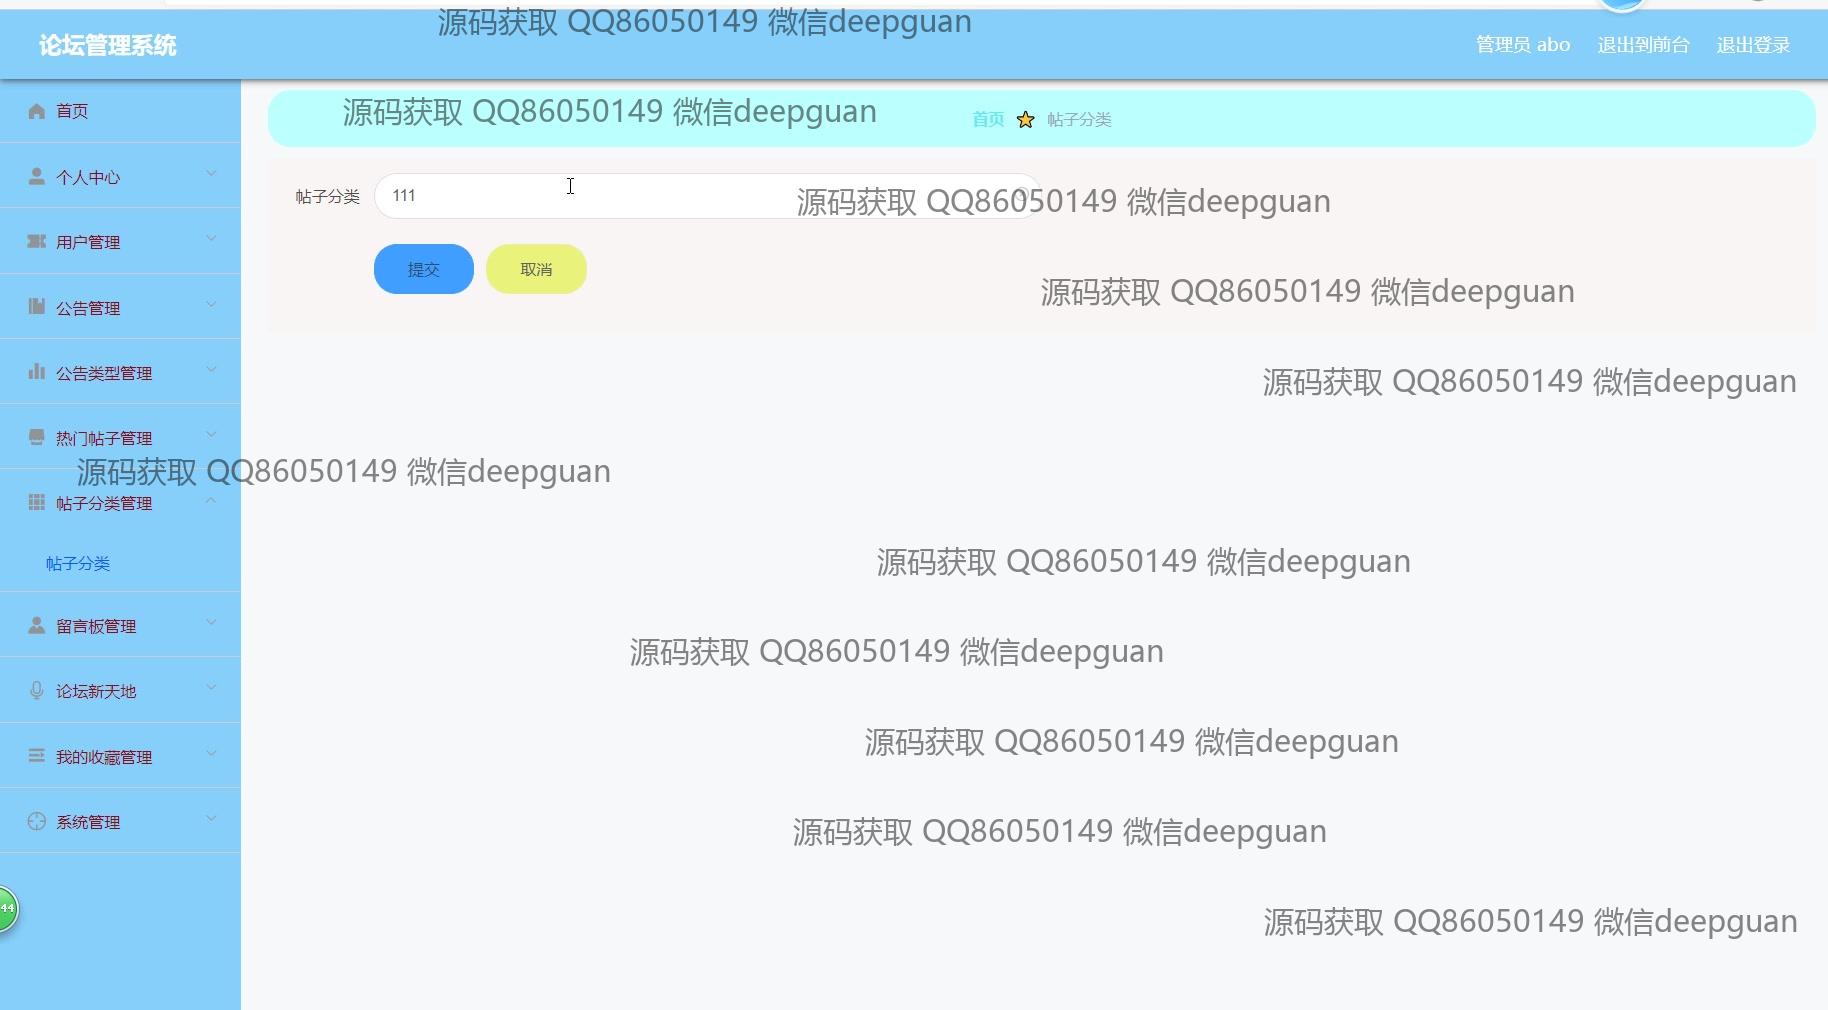 源码获取 QQ86050149 微信deepguan
论坛管理系统
管理员 abo
退出到前台
退出登录
首页
源码获取 QQ86050149 微信deepguan
首页
帖子分类
个人中心
帖子分类
111
源码获取 QQ86050149 微信deepguan
用户管理
提交
取消
公告管理
源码获取 QQ86050149 微信deepguan
公告类型管理
源码获取 QQ86050149 微信deepguan
热门帖子管理
源码获取 QQ86050149 微信deepguan
帖子分类管理
帖子分类
源码获取 QQ86050149 微信deepguan
留言板管理
源码获取 QQ86050149 微信deepguan
论坛新天地
我的收藏管理
源码获取 QQ86050149 微信deepguan
系统管理
源码获取 QQ86050149 微信deepguan
44
源码获取 QQ86050149 微信deepguan